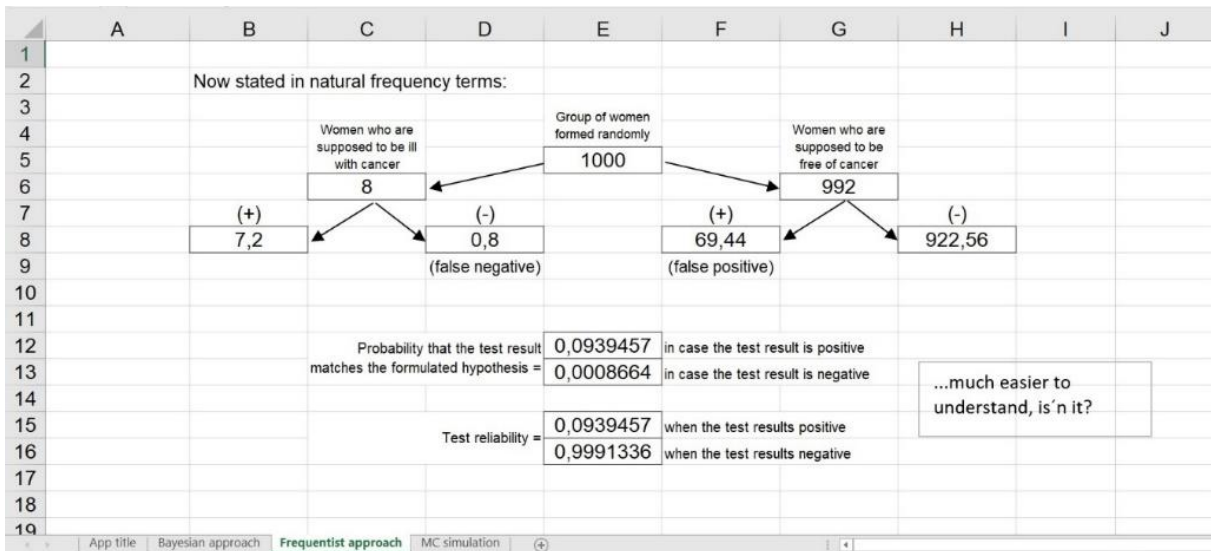 A B C D E F G H I J
1
2 Now stated in natural frequency terms:
3
Group of women
4 Women who are formed randomly Women who are
supposed to be ill supposed to be
5 with cancer 1000 free of cancer
6 8 992
7 (+) (-) (+) (-)
8 7,2 0,8 69,44 922,56
9 (false negative) (false positive)
10
11
12 Probability that the test result 0,0939457 in case the test result is positive
13 matches the formulated hypothesis = 0,0008664 in case the test result is negative
...much easier to
14 understand, is´n it?
15 0,0939457 when the test results positive
Test reliability =
16 0,9991336 when the test results negative
17
18
19
App title Bayesian approach Frequentist approach MC simulation